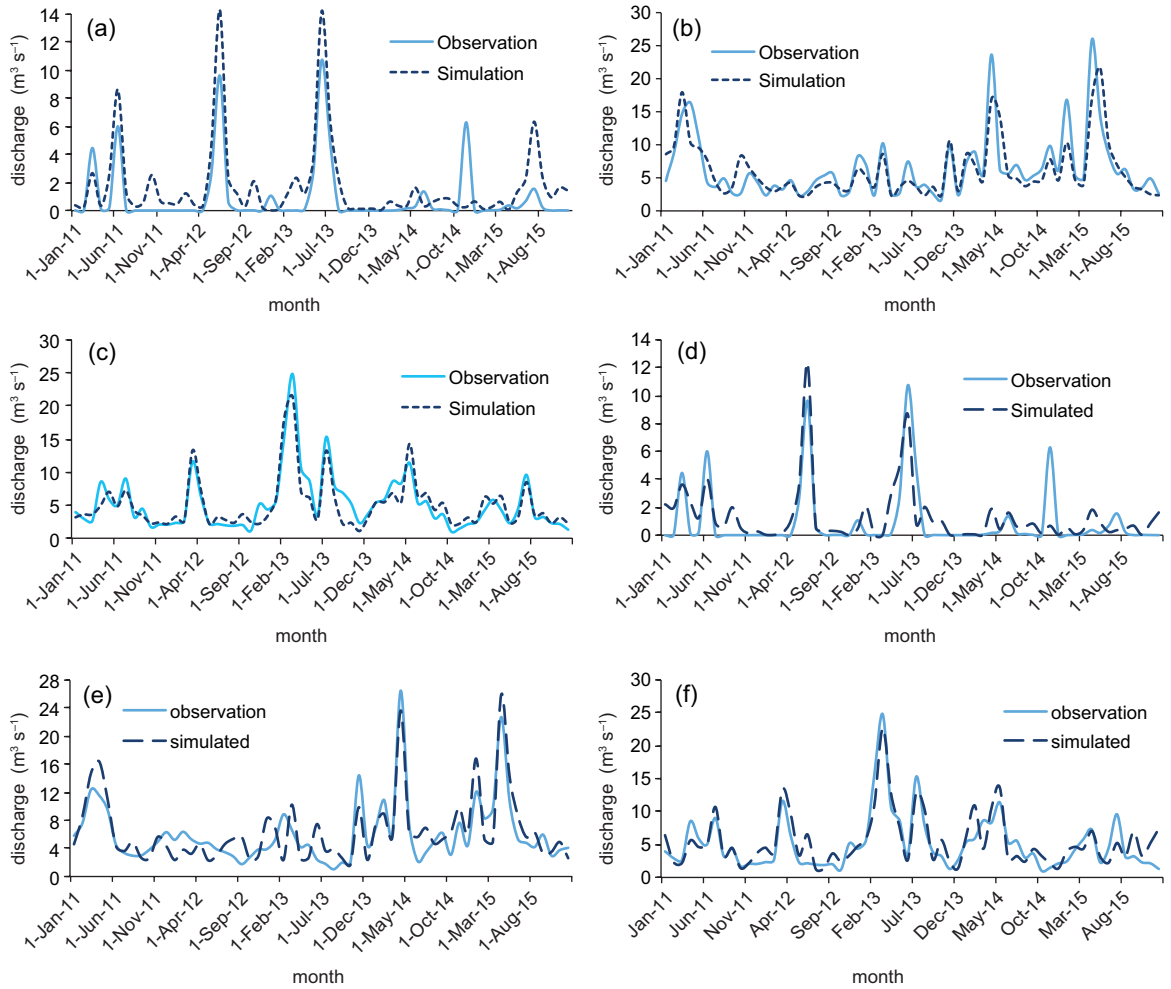 (a)
discharge (m³ s⁻¹)
14
12
10
8
6
4
2
0
Observation
Simulation
1-Jan-11
1-Jun-11
1-Nov-11
1-Apr-12
1-Sep-12
1-Feb-13
1-Jul-13
1-Dec-13
1-May-14
1-Oct-14
1-Mar-15
1-Aug-15
month
(b)
discharge (m³ s⁻¹)
30
25
20
15
10
5
0
Observation
Simulation
1-Jan-11
1-Jun-11
1-Nov-11
1-Apr-12
1-Sep-12
1-Feb-13
1-Jul-13
1-Dec-13
1-May-14
1-Oct-14
1-Mar-15
1-Aug-15
month
(c)
discharge (m³ s⁻¹)
30
25
20
15
10
5
0
Observation
Simulation
1-Jan-11
1-Jun-11
1-Nov-11
1-Apr-12
1-Sep-12
1-Feb-13
1-Jul-13
1-Dec-13
1-May-14
1-Oct-14
1-Mar-15
1-Aug-15
month
(d)
discharge (m³ s⁻¹)
14
12
10
8
6
4
2
0
Observation
Simulated
1-Jan-11
1-Jun-11
1-Nov-11
1-Apr-12
1-Sep-12
1-Feb-13
1-Jul-13
1-Dec-13
1-May-14
1-Oct-14
1-Mar-15
1-Aug-15
month
(e)
discharge (m³ s⁻¹)
28
24
20
16
12
8
4
0
observation
simulated
1-Jan-11
1-Jun-11
1-Nov-11
1-Apr-12
1-Sep-12
1-Feb-13
1-Jul-13
1-Dec-13
1-May-14
1-Oct-14
1-Mar-15
1-Aug-15
month
(f)
discharge (m³ s⁻¹)
30
25
20
15
10
5
0
observation
simulated
Jan-11
Jun-11
Nov-11
Apr-12
Sep-12
Feb-13
Jul-13
Dec-13
May-14
Oct-14
Mar-15
Aug-15
month